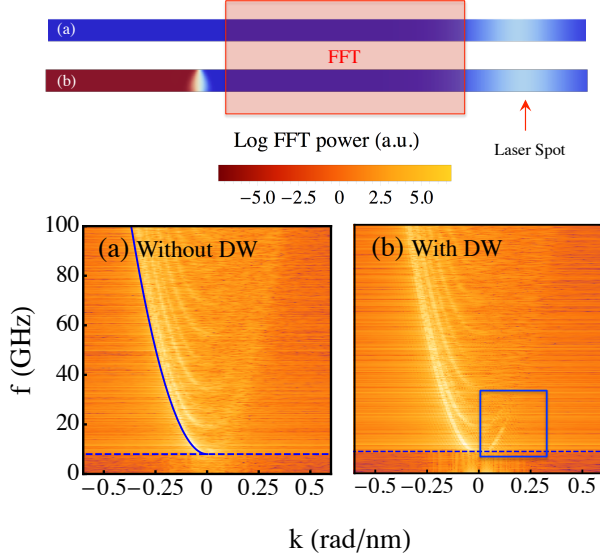 (a)
FFT
(b)
Log FFT power (a.u.)
Laser Spot
−5.0 −2.5 0 2.5 5.0
(a) Without DW
(b) With DW
f (GHz)
100
80
60
40
20
0
−0.5 −0.25 0 0.25 0.5
−0.5 −0.25 0 0.25 0.5
k (rad/nm)